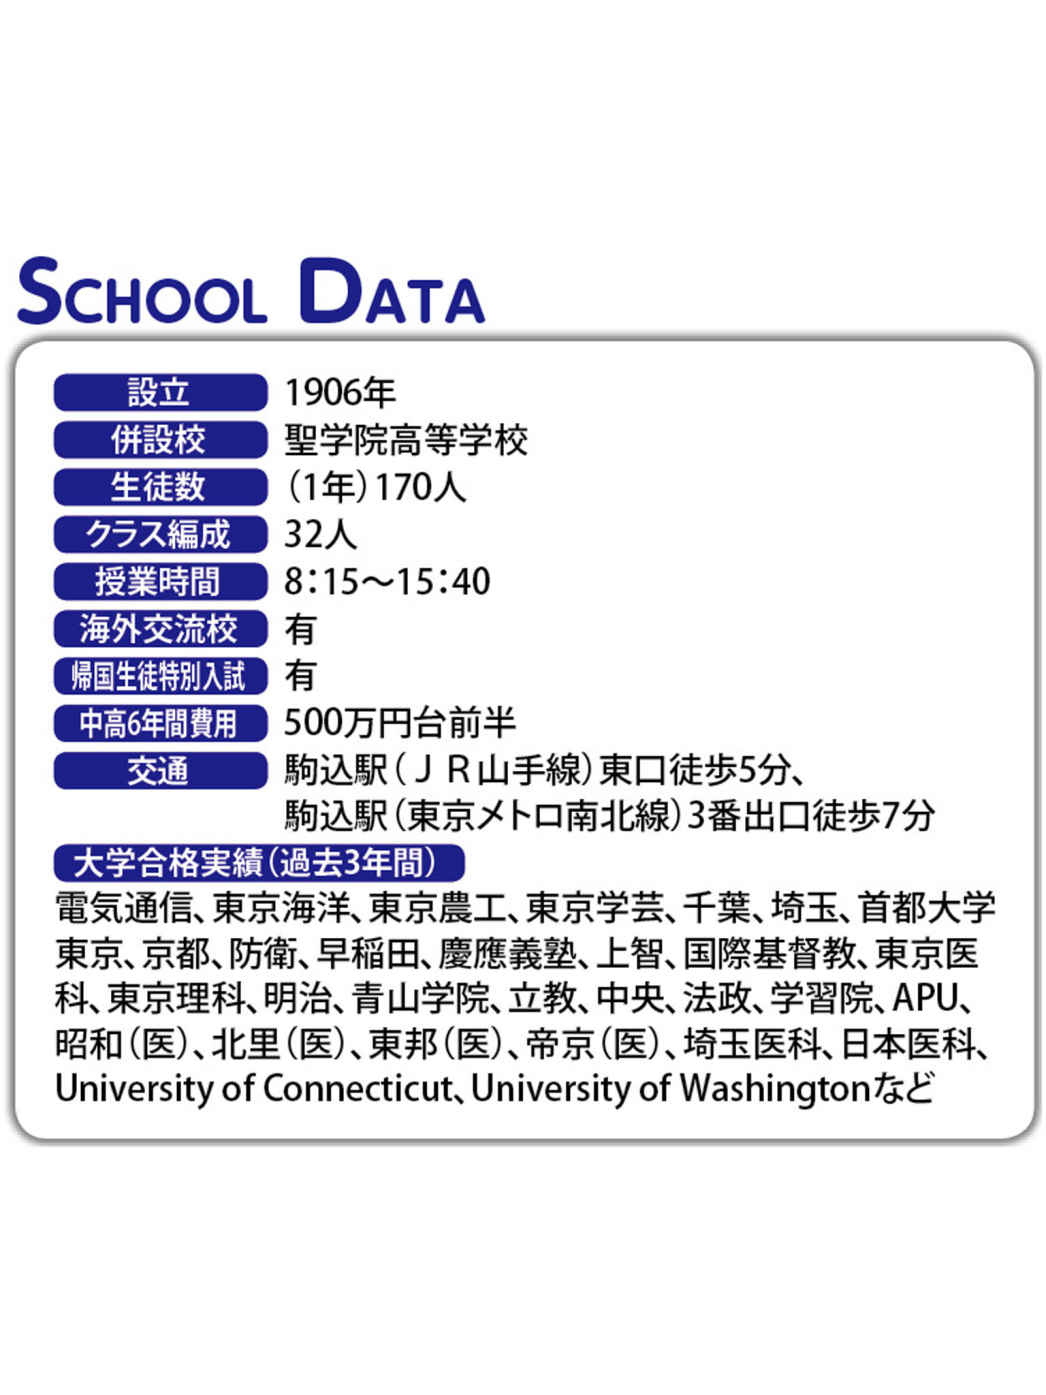 SCHOOL DATA
設立 1906年
併設校 聖学院高等学校
生徒数 （1年）170人
クラス編成 32人
授業時間 8：15〜15：40
海外交流校 有
帰国生徒特別入試 有
中高6年間費用 500万円台前半
交通 駒込駅（ＪＲ山手線）東口徒歩5分、
駒込駅（東京メトロ南北線）3番出口徒歩7分
大学合格実績（過去3年間）
電気通信、東京海洋、東京農工、東京学芸、千葉、埼玉、首都大学
東京、京都、防衛、早稲田、慶應義塾、上智、国際基督教、東京医
科、東京理科、明治、青山学院、立教、中央、法政、学習院、APU、
昭和（医）、北里（医）、東邦（医）、帝京（医）、埼玉医科、日本医科、
University of Connecticut、University of Washingtonなど